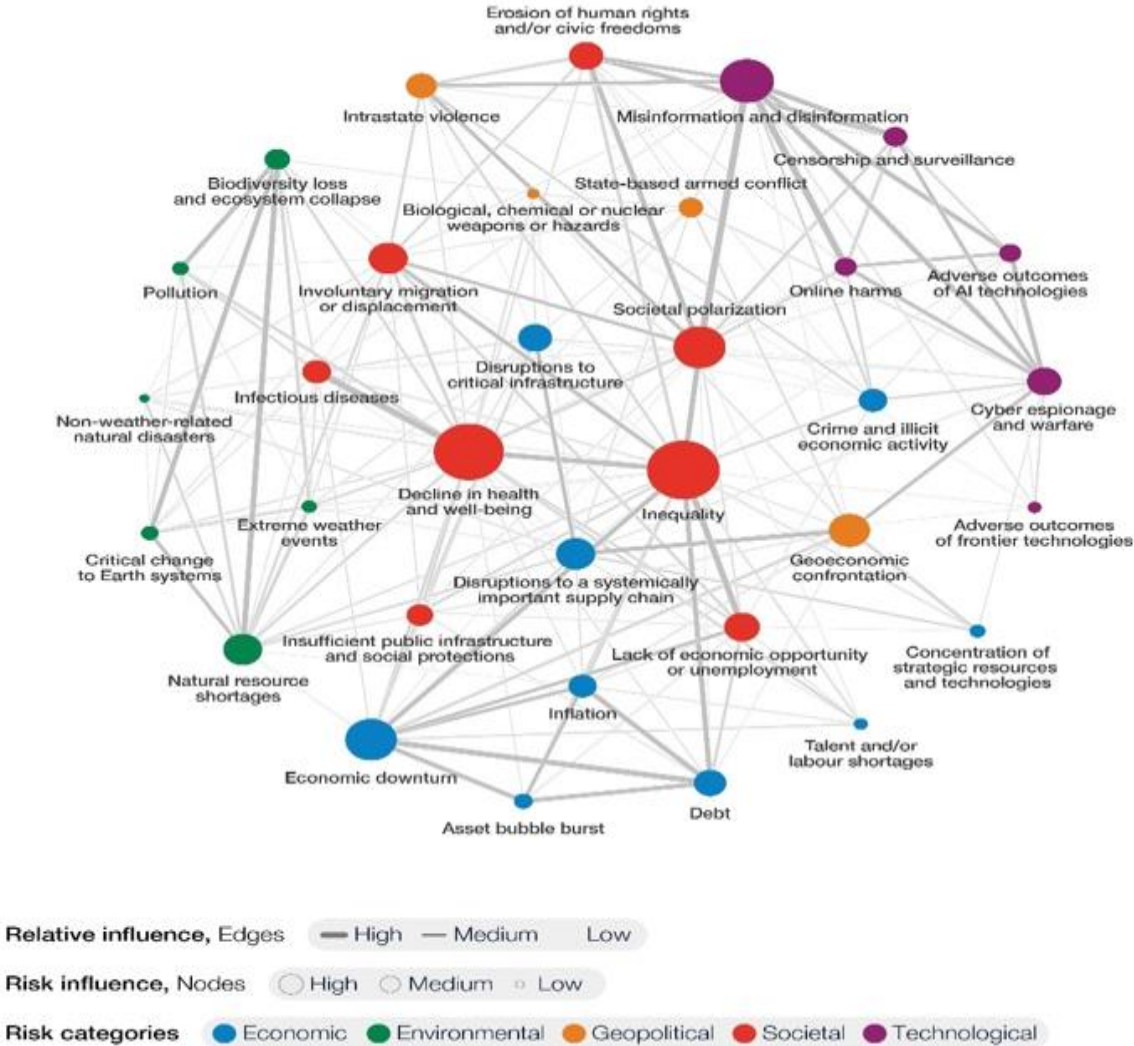 Erosion of human rights
and/or civic freedoms
Intrastate violence
Misinformation and disinformation
Censorship and surveillance
Biodiversity loss
and ecosystem collapse
State-based armed conflict
Biological, chemical or nuclear
weapons or hazards
Pollution
Involuntary migration
or displacement
Online harms
Adverse outcomes
of AI technologies
Societal polarization
Disruptions to
critical infrastructure
Infectious diseases
Non-weather-related
natural disasters
Crime and illicit
economic activity
Cyber espionage
and warfare
Decline in health
and well-being
Inequality
Extreme weather
events
Adverse outcomes
of frontier technologies
Critical change
to Earth systems
Geoeconomic
confrontation
Disruptions to a systemically
important supply chain
Insufficient public infrastructure
and social protections
Lack of economic opportunity
or unemployment
Concentration of
strategic resources
and technologies
Natural resource
shortages
Inflation
Talent and/or
labour shortages
Economic downturn
Debt
Asset bubble burst
Relative influence, Edges High Medium Low
Risk influence, Nodes High Medium Low
Risk categories Economic Environmental Geopolitical Societal Technological